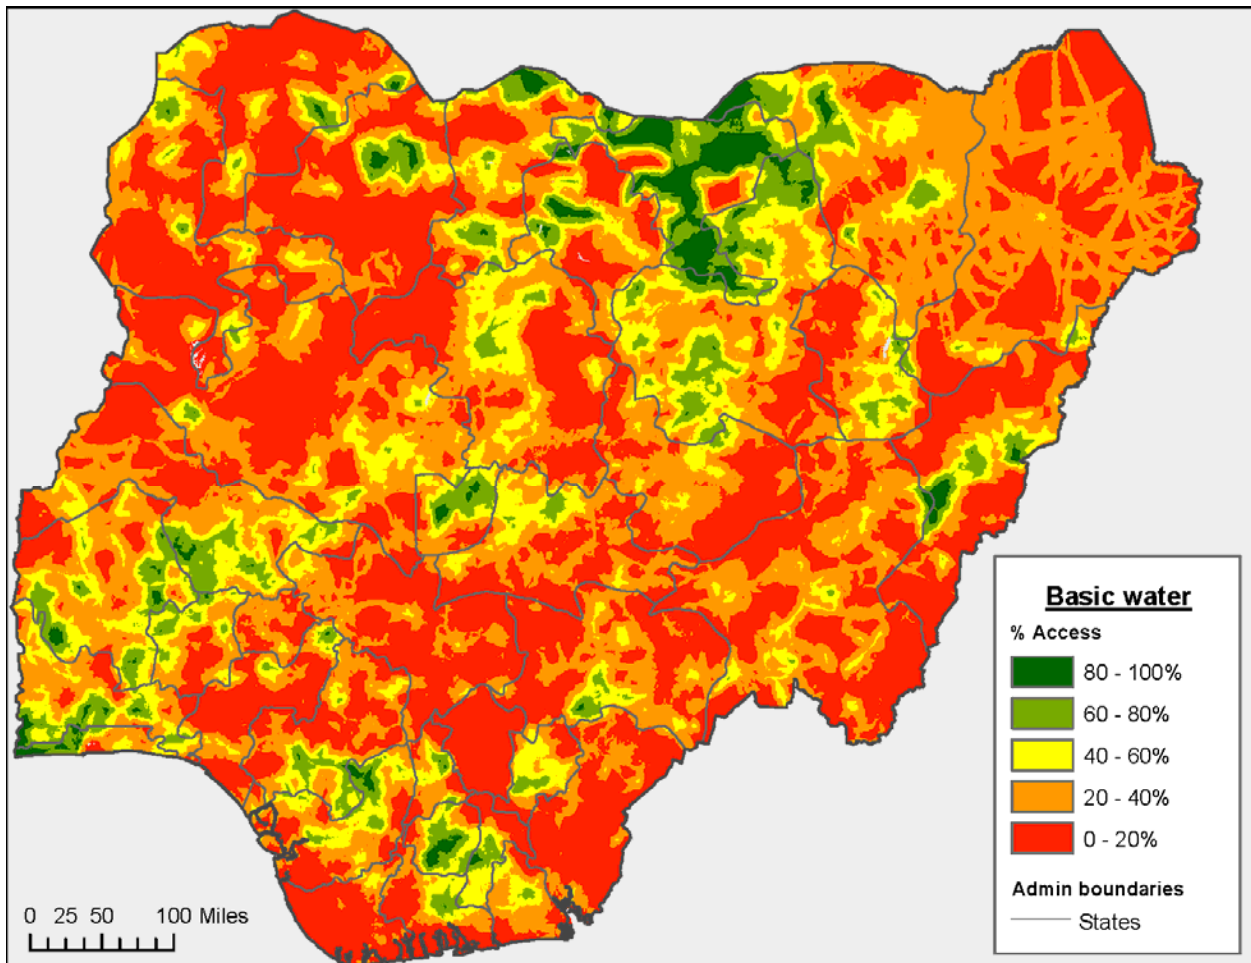 Basic water
% Access
80 - 100%
60 - 80%
40 - 60%
20 - 40%
0 - 20%
Admin boundaries
States
0 25 50 100 Miles